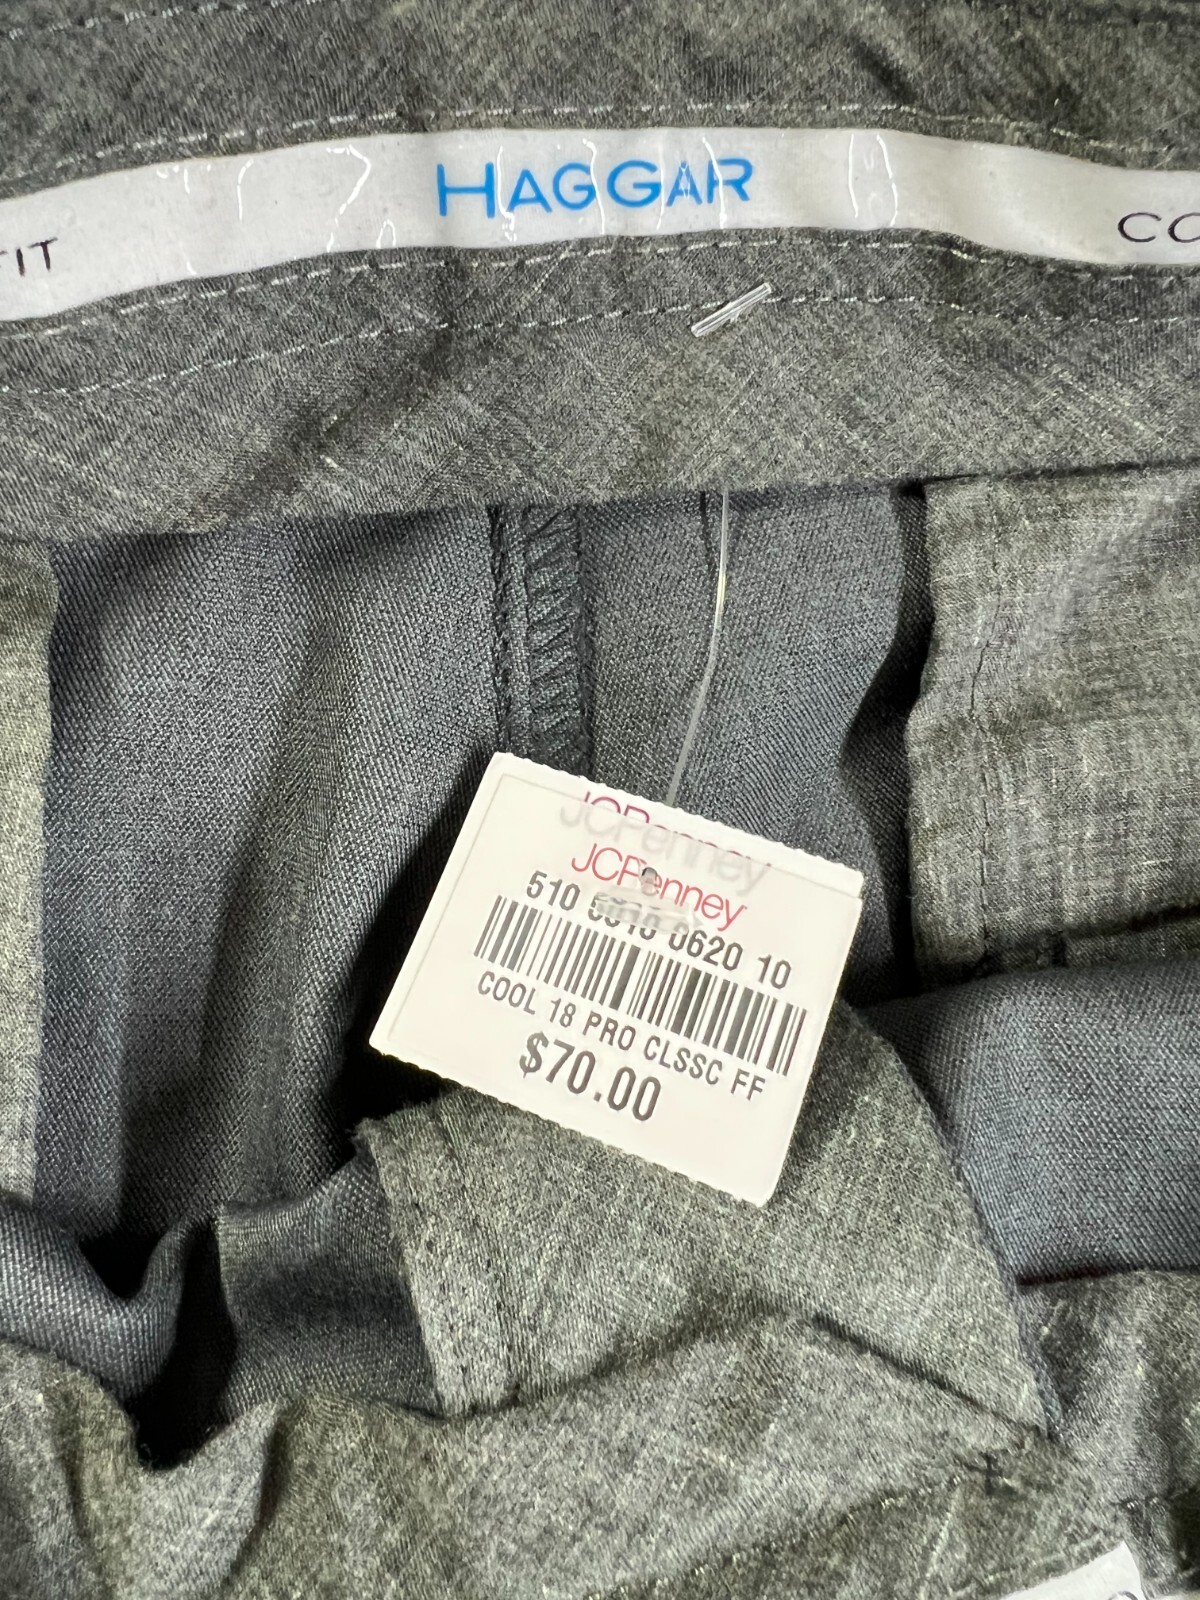 HAGGAR
FIT
CO
JCPenney
JCPenney
510 0620 10
COOL 18 PRO CLSSC FF
$70.00